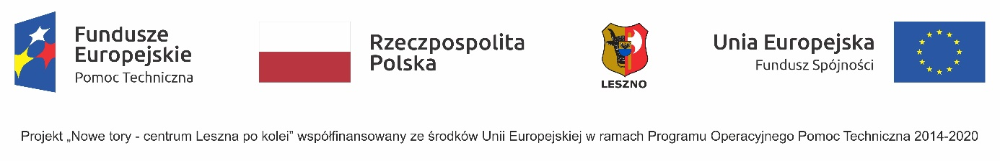 Fundusze
Europejskie
Pomoc Techniczna
Rzeczpospolita
Polska
LESZNO
Unia Europejska
Fundusz Spójności
Projekt „Nowe tory - centrum Leszna po kolei” współfinansowany ze środków Unii Europejskiej w ramach Programu Operacyjnego Pomoc Techniczna 2014-2020